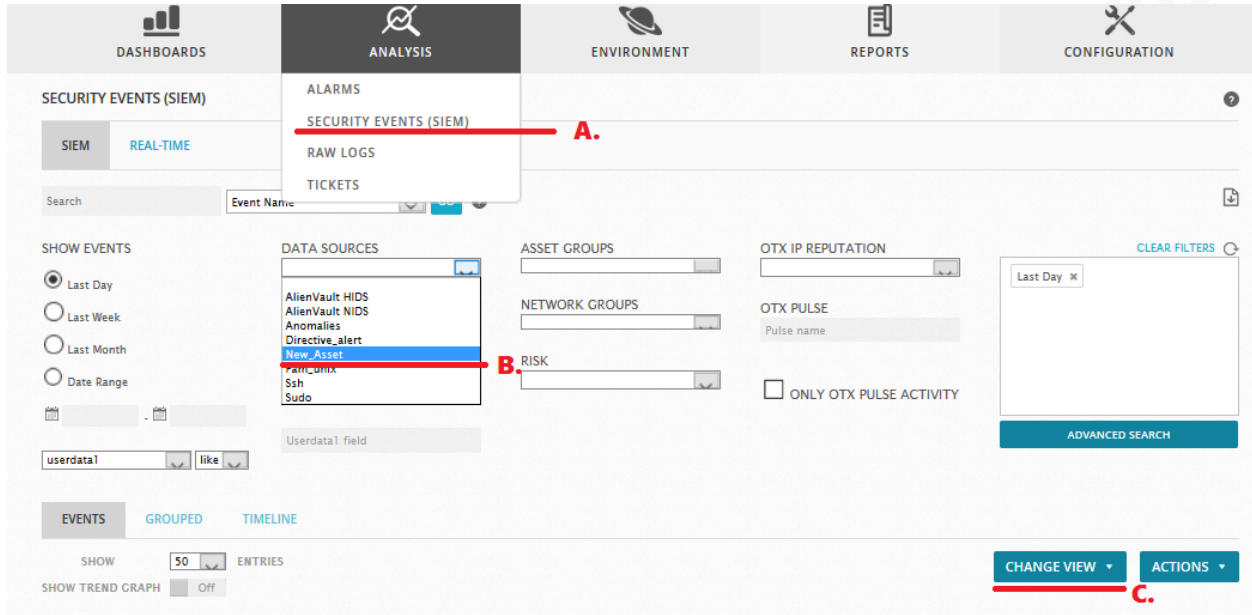 DASHBOARDS
ANALYSIS
ENVIRONMENT
REPORTS
CONFIGURATION
SECURITY EVENTS (SIEM)
ALARMS
SECURITY EVENTS (SIEM)
A.
RAW LOGS
TICKETS
SIEM
REAL-TIME
Search
Event Name
GO
SHOW EVENTS
Last Day
Last Week
Last Month
Date Range
-
userdata1
like
DATA SOURCES
AlienVault HIDS
AlienVault NIDS
Anomalies
Directive_alert
New_Asset
B.
Pam_unix
Ssh
Sudo
Userdata1 field
ASSET GROUPS
NETWORK GROUPS
RISK
OTX IP REPUTATION
OTX PULSE
Pulse name
ONLY OTX PULSE ACTIVITY
CLEAR FILTERS
Last Day ✖
ADVANCED SEARCH
EVENTS
GROUPED
TIMELINE
SHOW 50 ENTRIES
SHOW TREND GRAPH Off
CHANGE VIEW
ACTIONS
C.